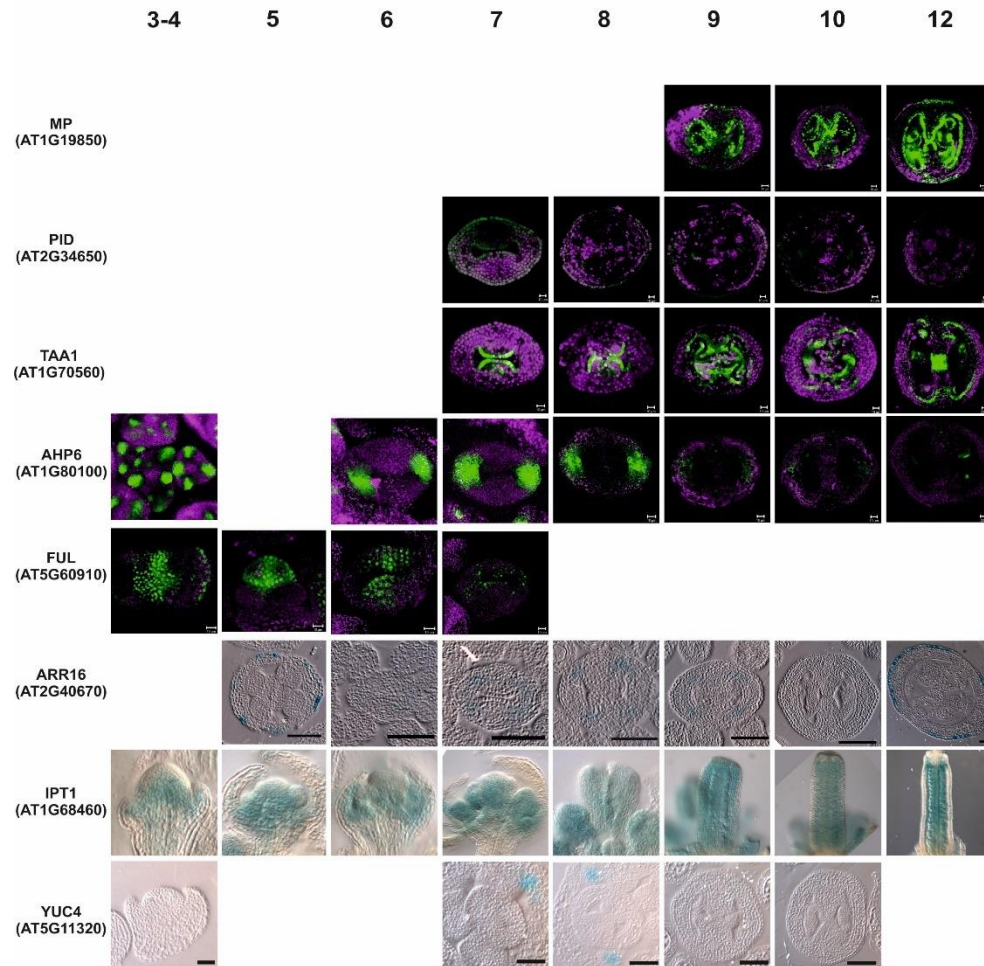 3-4 5 6 7 8 9 10 12
MP
(AT1G19850)
PID
(AT2G34650)
TAA1
(AT1G70560)
AHP6
(AT1G80100)
FUL
(AT5G60910)
ARR16
(AT2G40670)
IPT1
(AT1G68460)
YUC4
(AT5G11320)